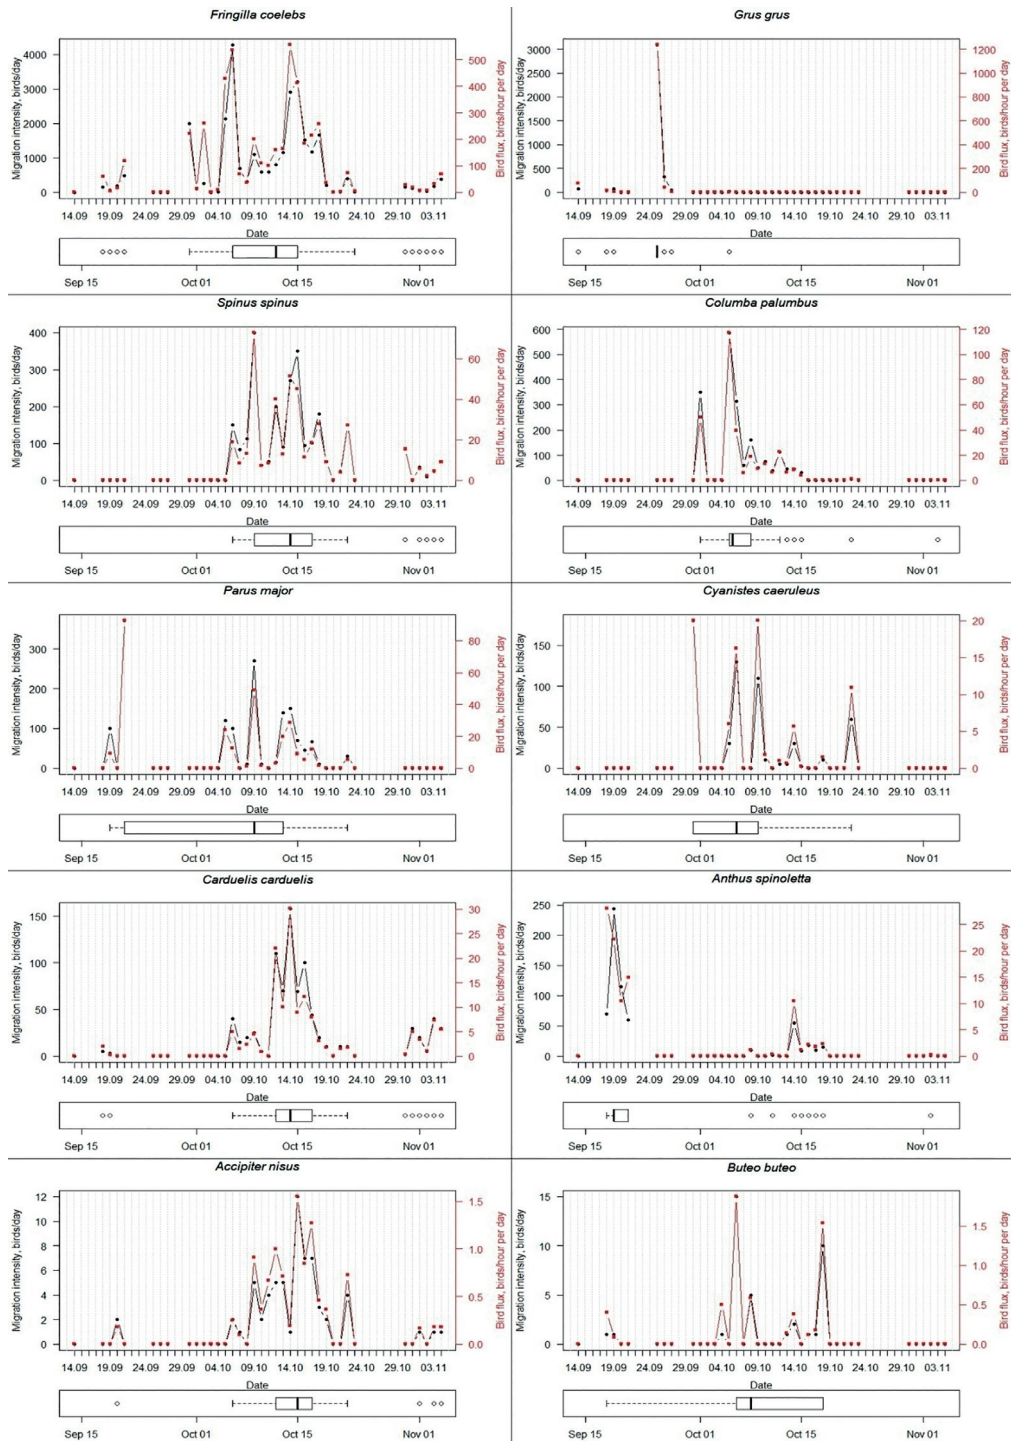 Fringilla coelebs
Migration intensity, birds/day
4000
3000
2000
1000
0
500
400
300
200
100
0
Bird flux, birds/hour per day
14.09 19.09 24.09 29.09 04.10 09.10 14.10 19.10 24.10 29.10 03.11
Date
Sep 15 Oct 01 Oct 15 Nov 01
Grus grus
Migration intensity, birds/day
3000
2500
2000
1500
1000
500
0
1200
1000
800
600
400
200
0
Bird flux, birds/hour per day
14.09 19.09 24.09 29.09 04.10 09.10 14.10 19.10 24.10 29.10 03.11
Date
Sep 15 Oct 01 Oct 15 Nov 01
Spinus spinus
Migration intensity, birds/day
400
300
200
100
0
60
40
20
0
Bird flux, birds/hour per day
14.09 19.09 24.09 29.09 04.10 09.10 14.10 19.10 24.10 29.10 03.11
Date
Sep 15 Oct 01 Oct 15 Nov 01
Columba palumbus
Migration intensity, birds/day
600
500
400
300
200
100
0
120
100
80
60
40
20
0
Bird flux, birds/hour per day
14.09 19.09 24.09 29.09 04.10 09.10 14.10 19.10 24.10 29.10 03.11
Date
Sep 15 Oct 01 Oct 15 Nov 01
Parus major
Migration intensity, birds/day
300
200
100
0
80
60
40
20
0
Bird flux, birds/hour per day
14.09 19.09 24.09 29.09 04.10 09.10 14.10 19.10 24.10 29.10 03.11
Date
Sep 15 Oct 01 Oct 15 Nov 01
Cyanistes caeruleus
Migration intensity, birds/day
150
100
50
0
20
15
10
5
0
Bird flux, birds/hour per day
14.09 19.09 24.09 29.09 04.10 09.10 14.10 19.10 24.10 29.10 03.11
Date
Sep 15 Oct 01 Oct 15 Nov 01
Carduelis carduelis
Migration intensity, birds/day
150
100
50
0
30
25
20
15
10
5
0
Bird flux, birds/hour per day
14.09 19.09 24.09 29.09 04.10 09.10 14.10 19.10 24.10 29.10 03.11
Date
Sep 15 Oct 01 Oct 15 Nov 01
Anthus spinoletta
Migration intensity, birds/day
250
200
150
100
50
0
25
20
15
10
5
0
Bird flux, birds/hour per day
14.09 19.09 24.09 29.09 04.10 09.10 14.10 19.10 24.10 29.10 03.11
Date
Sep 15 Oct 01 Oct 15 Nov 01
Accipiter nisus
Migration intensity, birds/day
12
10
8
6
4
2
0
1.5
1.0
0.5
0.0
Bird flux, birds/hour per day
14.09 19.09 24.09 29.09 04.10 09.10 14.10 19.10 24.10 29.10 03.11
Date
Sep 15 Oct 01 Oct 15 Nov 01
Buteo buteo
Migration intensity, birds/day
15
10
5
0
1.5
1.0
0.5
0.0
Bird flux, birds/hour per day
14.09 19.09 24.09 29.09 04.10 09.10 14.10 19.10 24.10 29.10 03.11
Date
Sep 15 Oct 01 Oct 15 Nov 01